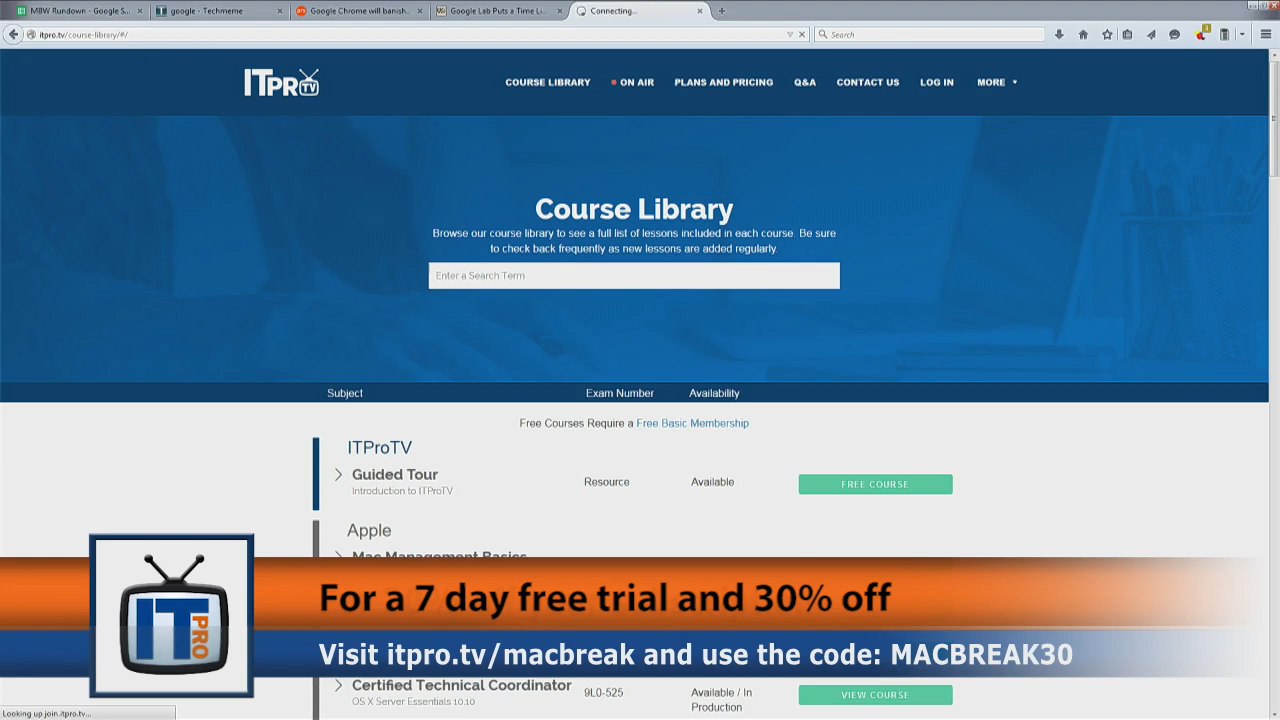 MBW Rundown - Google S...
google - Techmeme
Google Chrome will banish...
Google Lab Puts a Time Li...
Connecting...
itpro.tv/course-library/#/
Search
ITPRO TV
COURSE LIBRARY
ON AIR
PLANS AND PRICING
Q&A
CONTACT US
LOG IN
MORE
Course Library
Browse our course library to see a full list of lessons included in each course. Be sure
to check back frequently as new lessons are added regularly.
Enter a Search Term
Subject
Exam Number
Availability
Free Courses Require a Free Basic Membership
ITProTV
Guided Tour
Introduction to ITProTV
Resource
Available
FREE COURSE
Apple
Mac Management Basics
IT PRO
For a 7 day free trial and 30% off
Visit itpro.tv/macbreak and use the code: MACBREAK30
Certified Technical Coordinator
OS X Server Essentials 10.10
9L0-525
Available / In
Production
VIEW COURSE
Looking up join.itpro.tv...